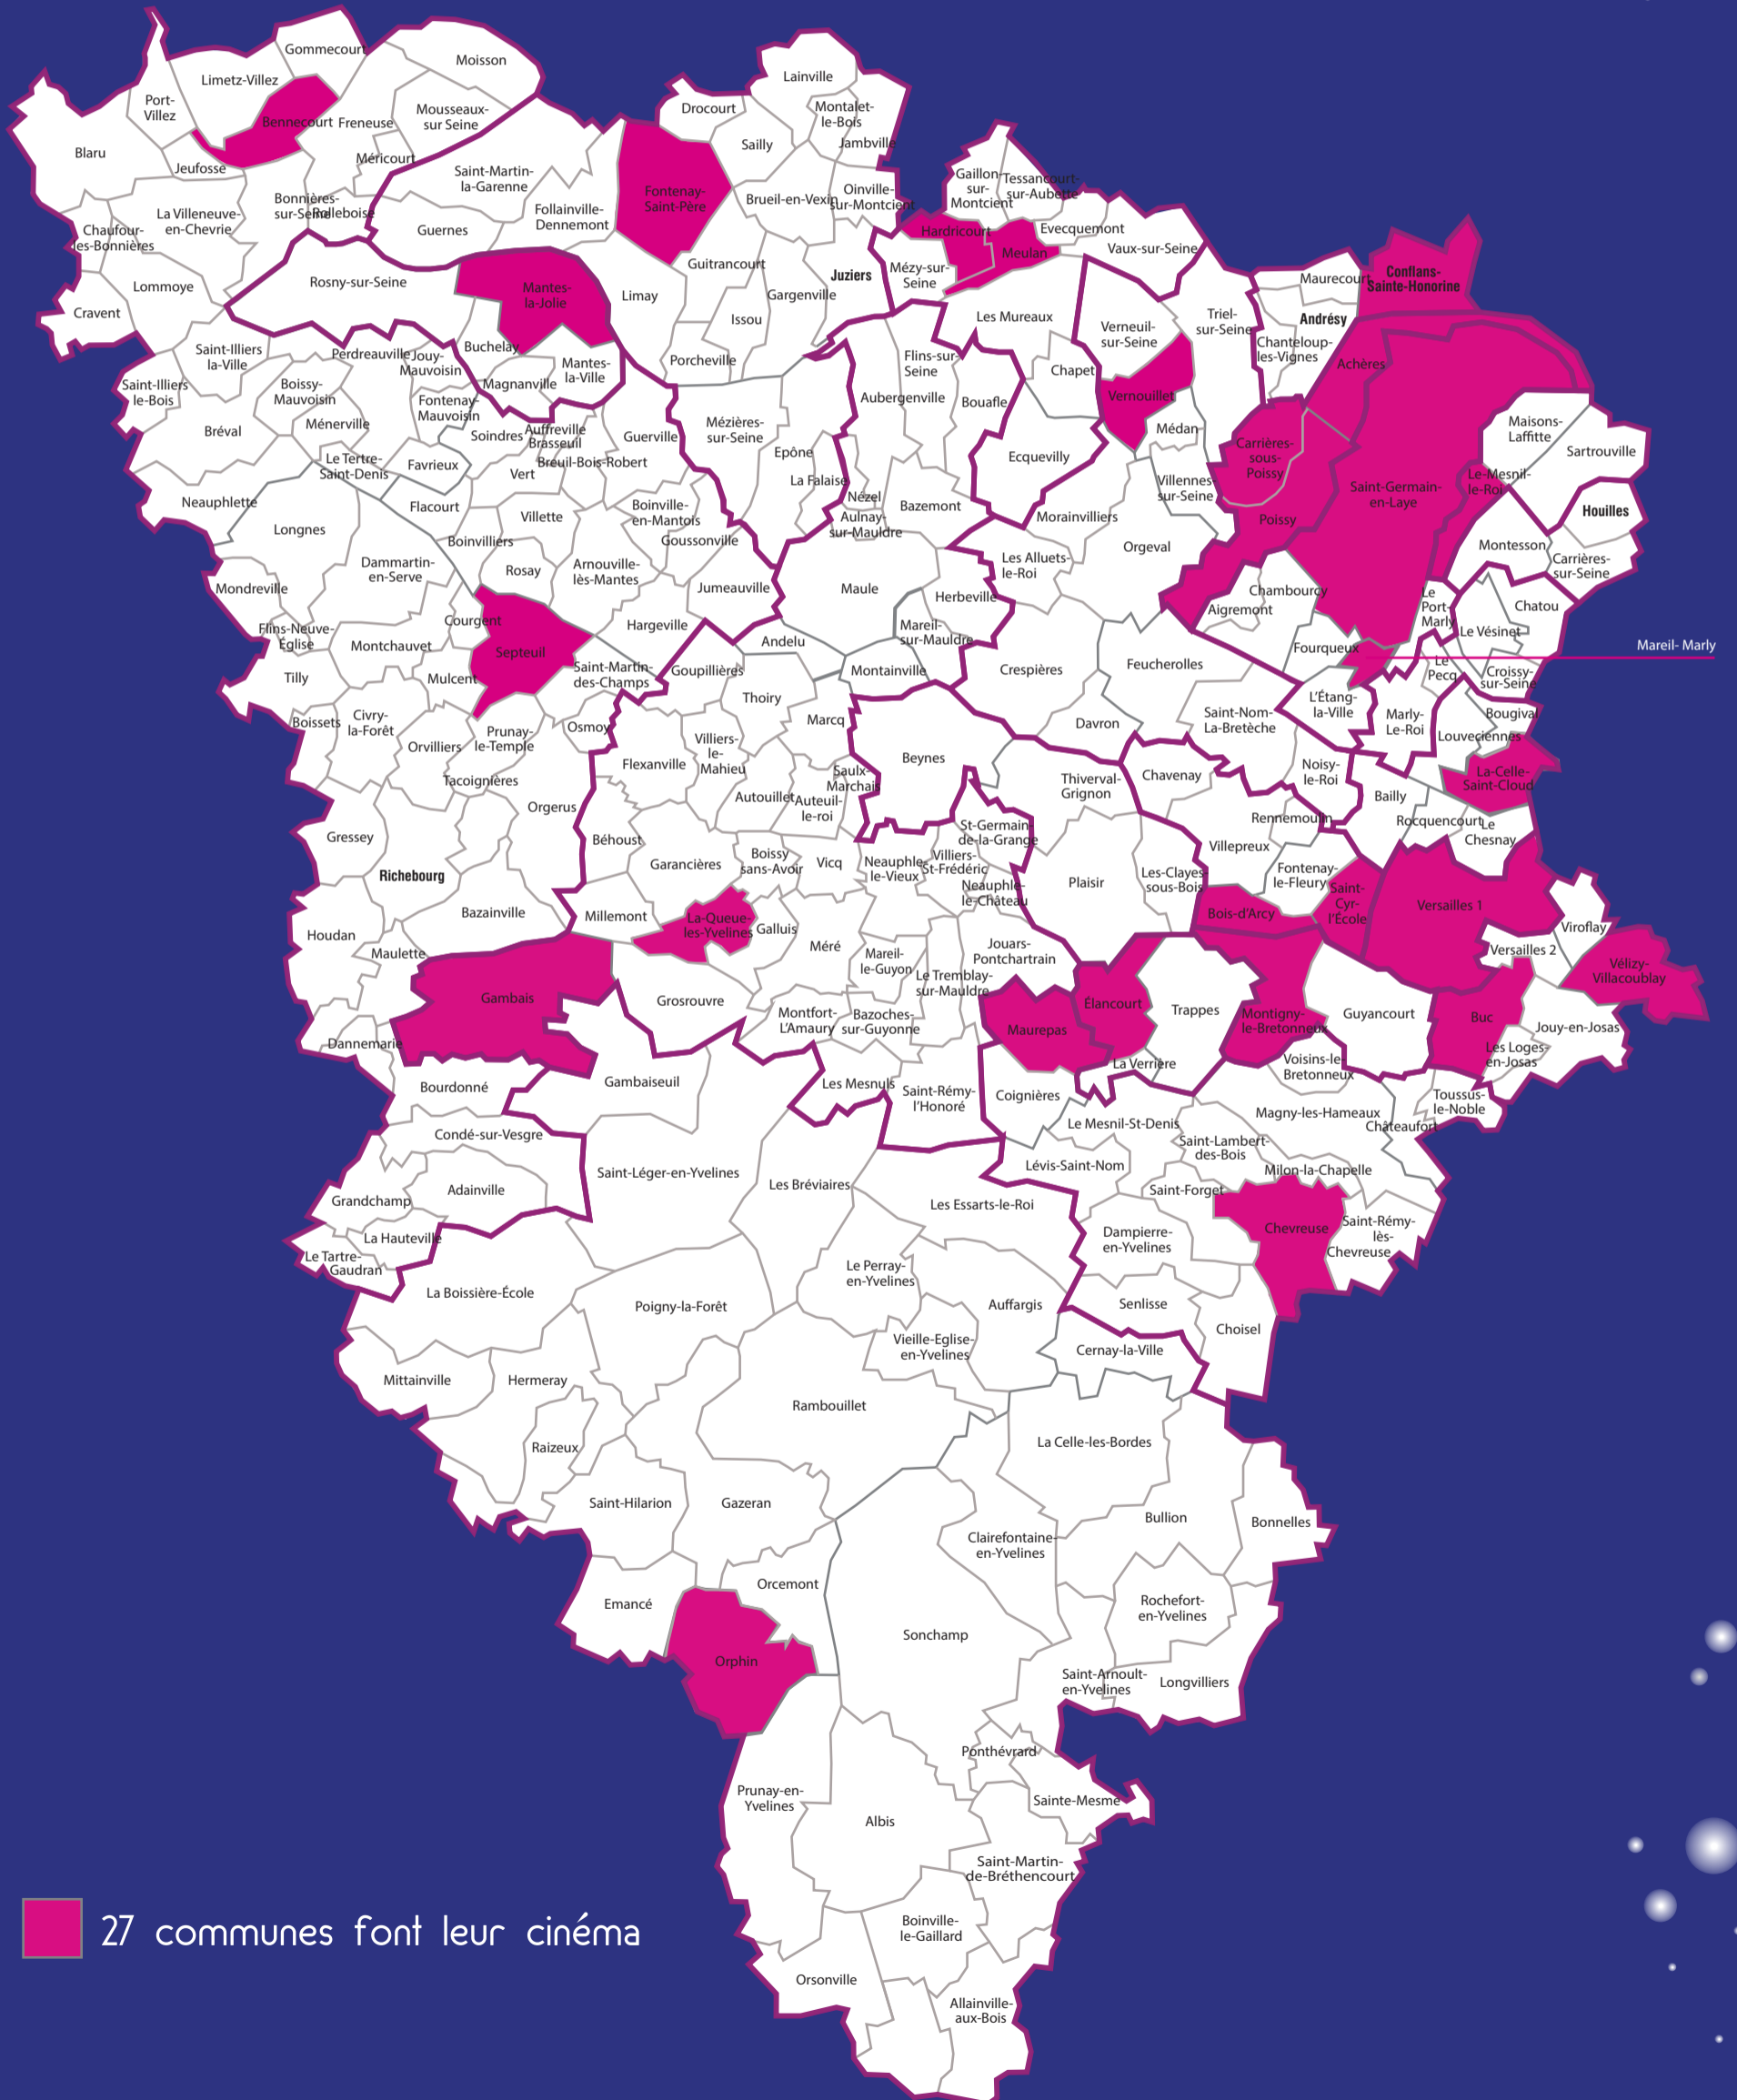 Gommecourt
Moisson
Limetz-Villez
Port-
Villez
Bennecourt
Freneuse
Mousseaux-
sur Seine
Blaru
Jeufosse
Méricourt
Saint-Martin-
la-Garenne
Bonnières-
sur-Seine
Rolleboise
La Villeneuve-
en-Chevrie
Chaufour-
les-Bonnières
Guernes
Follainville-
Dennemont
Fontenay-
Saint-Père
Drocourt
Lainville
Montalet-
le-Bois
Sailly
Jambville
Brueil-en-Vexin
Oinville-
sur-Montcient
Gaillon-
sur-
Montcient
Tessancourt-
sur-Aubette
Hardricourt
Meulan
Evecquemont
Vaux-sur-Seine
Mézy-sur-
Seine
Juziers
Guitrancourt
Gargenville
Issou
Limay
Porcheville
Lommoye
Cravent
Rosny-sur-Seine
Mantes-
la-Jolie
Buchelay
Mantes-
la-Ville
Magnanville
Saint-Illiers
la-Ville
Saint-Illiers
le-Bois
Perdreauville
Jouy-
Mauvoisin
Boissy-
Mauvoisin
Fontenay-
Mauvoisin
Ménerville
Bréval
Soindres
Auffreville
Brasseuil
Guerville
Breuil-Bois-Robert
Vert
Favrieux
Le Tertre-
Saint-Denis
Neauphlette
Longnes
Flacourt
Villette
Boinvilliers
Boinville-
en-Mantois
Goussonville
Mézières-
sur-Seine
Epône
La Falaise
Nézel
Aulnay-
sur-Mauldre
Bazemont
Flins-sur-
Seine
Aubergenville
Bouafle
Les Mureaux
Chapet
Verneuil-
sur-Seine
Vernouillet
Triel-
sur-Seine
Médan
Villennes-
sur-Seine
Ecquevilly
Morainvilliers
Orgeval
Les Alluets-
le-Roi
Maurecourt
Conflans-
Sainte-Honorine
Andrésy
Chanteloup-
les-Vignes
Achères
Carrières-
sous-
Poissy
Poissy
Saint-Germain-
en-Laye
Maisons-
Laffitte
Sartrouville
Le-Mesnil-
le-Roi
Houilles
Montesson
Carrières-
sur-Seine
Chambourcy
Aigremont
Fourqueux
Le
Port-
Marly
Chatou
Le Vésinet
Mareil- Marly
Le
Pecq
Croissy-
sur-Seine
L'Étang-
la-Ville
Marly-
Le-Roi
Bougival
Louveciennes
La-Celle-
Saint-Cloud
Mondreville
Dammartin-
en-Serve
Rosay
Arnouville-
lès-Mantes
Jumeauville
Maule
Herbeville
Mareil-
sur-Mauldre
Andelu
Montainville
Crespières
Feucherolles
Davron
Saint-Nom-
La-Bretèche
Noisy-
le-Roi
Bailly
Rocquencourt
Le
Chesnay
Flins-Neuve-
Église
Montchauvet
Courgent
Septeuil
Hargeville
Saint-Martin-
des-Champs
Goupillières
Tilly
Mulcent
Boissets
Civry-
la-Forêt
Orvilliers
Prunay-
le-Temple
Osmoy
Tacoignères
Orgerus
Flexanville
Villiers-
le-
Mahieu
Thoiry
Marcq
Saulx-
Marchais
Autouillet
Auteuil-
le-roi
Beynes
Thiverval-
Grignon
Chavenay
Rennemoulin
Villepreux
Fontenay-
le-Fleury
Gressey
Richebourg
Béhoust
Garancières
Boissy
sans-Avoir
Vicq
Neauphle-
le-Vieux
Villiers-
St-Frédéric
St-Germain-
de-la-Grange
Neauphle-
le-Château
Plaisir
Les-Clayes-
sous-Bois
Bois-d'Arcy
Saint-
Cyr-
l'École
Versailles 1
Versailles 2
Viroflay
Vélizy-
Villacoublay
Bazainville
Houdan
Maulette
Millemont
La-Queue-
les-Yvelines
Galluis
Méré
Mareil-
le-Guyon
Jouars-
Pontchartrain
Le Tremblay-
sur-Mauldre
Gambais
Grosrouvre
Montfort-
L'Amaury
Bazoches-
sur-Guyonne
Maurepas
Élancourt
Trappes
Montigny-
le-Bretonneux
Guyancourt
Buc
Jouy-en-Josas
Les Loges-
en-Josas
Dannemarie
Bourdonné
Gambaiseuil
Les Mesnuls
Saint-Rémy-
l'Honoré
Coignières
La Verrière
Voisins-le-
Bretonneux
Toussus-
le-Noble
Magny-les-Hameaux
Châteaufort
Le Mesnil-St-Denis
Condé-sur-Vesgre
Saint-Léger-en-Yvelines
Les Bréviaires
Lévis-Saint-Nom
Saint-Lambert-
des-Bois
Milon-la-Chapelle
Saint-Forget
Adainville
Grandchamp
Les Essarts-le-Roi
Chevreuse
Saint-Rémy-
lès-
Chevreuse
Dampierre-
en-Yvelines
La Hauteville
Le Tartre-
Gaudran
La Boissière-École
Poigny-la-Forêt
Le Perray-
en-Yvelines
Auffargis
Senlisse
Choisel
Vieille-Eglise-
en-Yvelines
Cernay-la-Ville
Mittainville
Hermeray
Rambouillet
Raizeux
La Celle-les-Bordes
Saint-Hilarion
Gazeran
Clairefontaine-
en-Yvelines
Bullion
Bonnelles
Emancé
Orcemont
Rochefort-
en-Yvelines
Sonchamp
Orphin
Saint-Arnoult-
en-Yvelines
Longvilliers
Ponthévrard
Prunay-en-
Yvelines
Sainte-Mesme
Albis
Saint-Martin-
de-Bréthencourt
Boinville-
le-Gaillard
Orsonville
Allainville-
aux-Bois
27 communes font leur cinéma